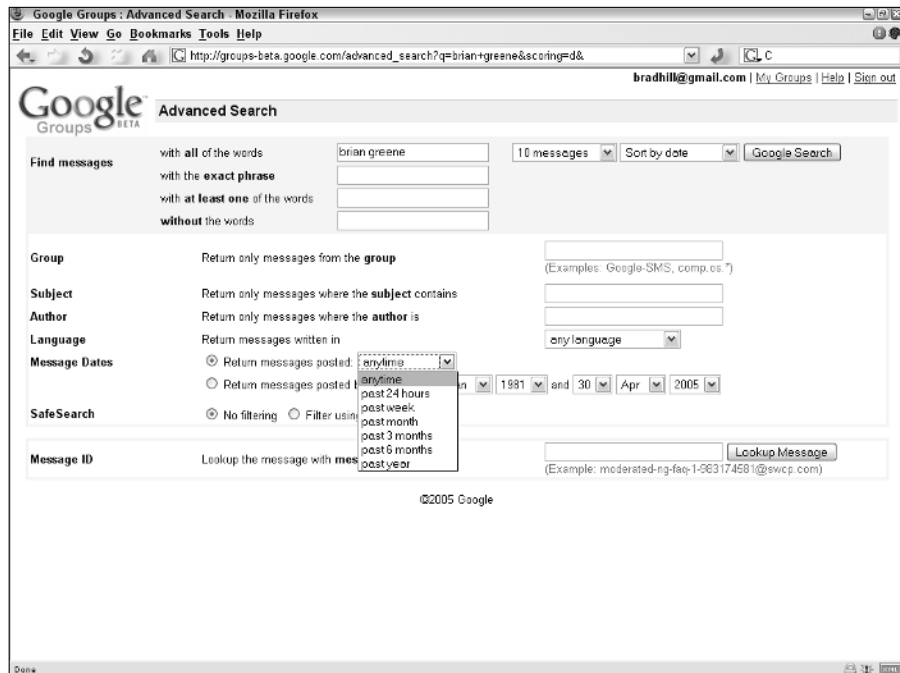 Google Groups : Advanced Search - Mozilla Firefox
File Edit View Go Bookmarks Tools Help
http://groups-beta.google.com/advanced_search?q=brian+greene&scoring=d& C
bradhill@gmail.com | My Groups | Help | Sign out
Google Groups BETA
Advanced Search
Find messages with all of the words brian greene 10 messages Sort by date Google Search
with the exact phrase
with at least one of the words
without the words
Group Return only messages from the group
(Examples: Google-SMS, comp.os.*)
Subject Return only messages where the subject contains
Author Return only messages where the author is
Language Return messages written in any language
Message Dates Return messages posted: anytime
Return messages posted 1981 and 30 Apr 2005
anytime
past 24 hours
past week
past month
past 3 months
past 6 months
past year
SafeSearch No filtering Filter
Message ID Lookup the message with Lookup Message
(Example: moderated-ng-faq-1-983174581@swcp.com)
©2005 Google
Done